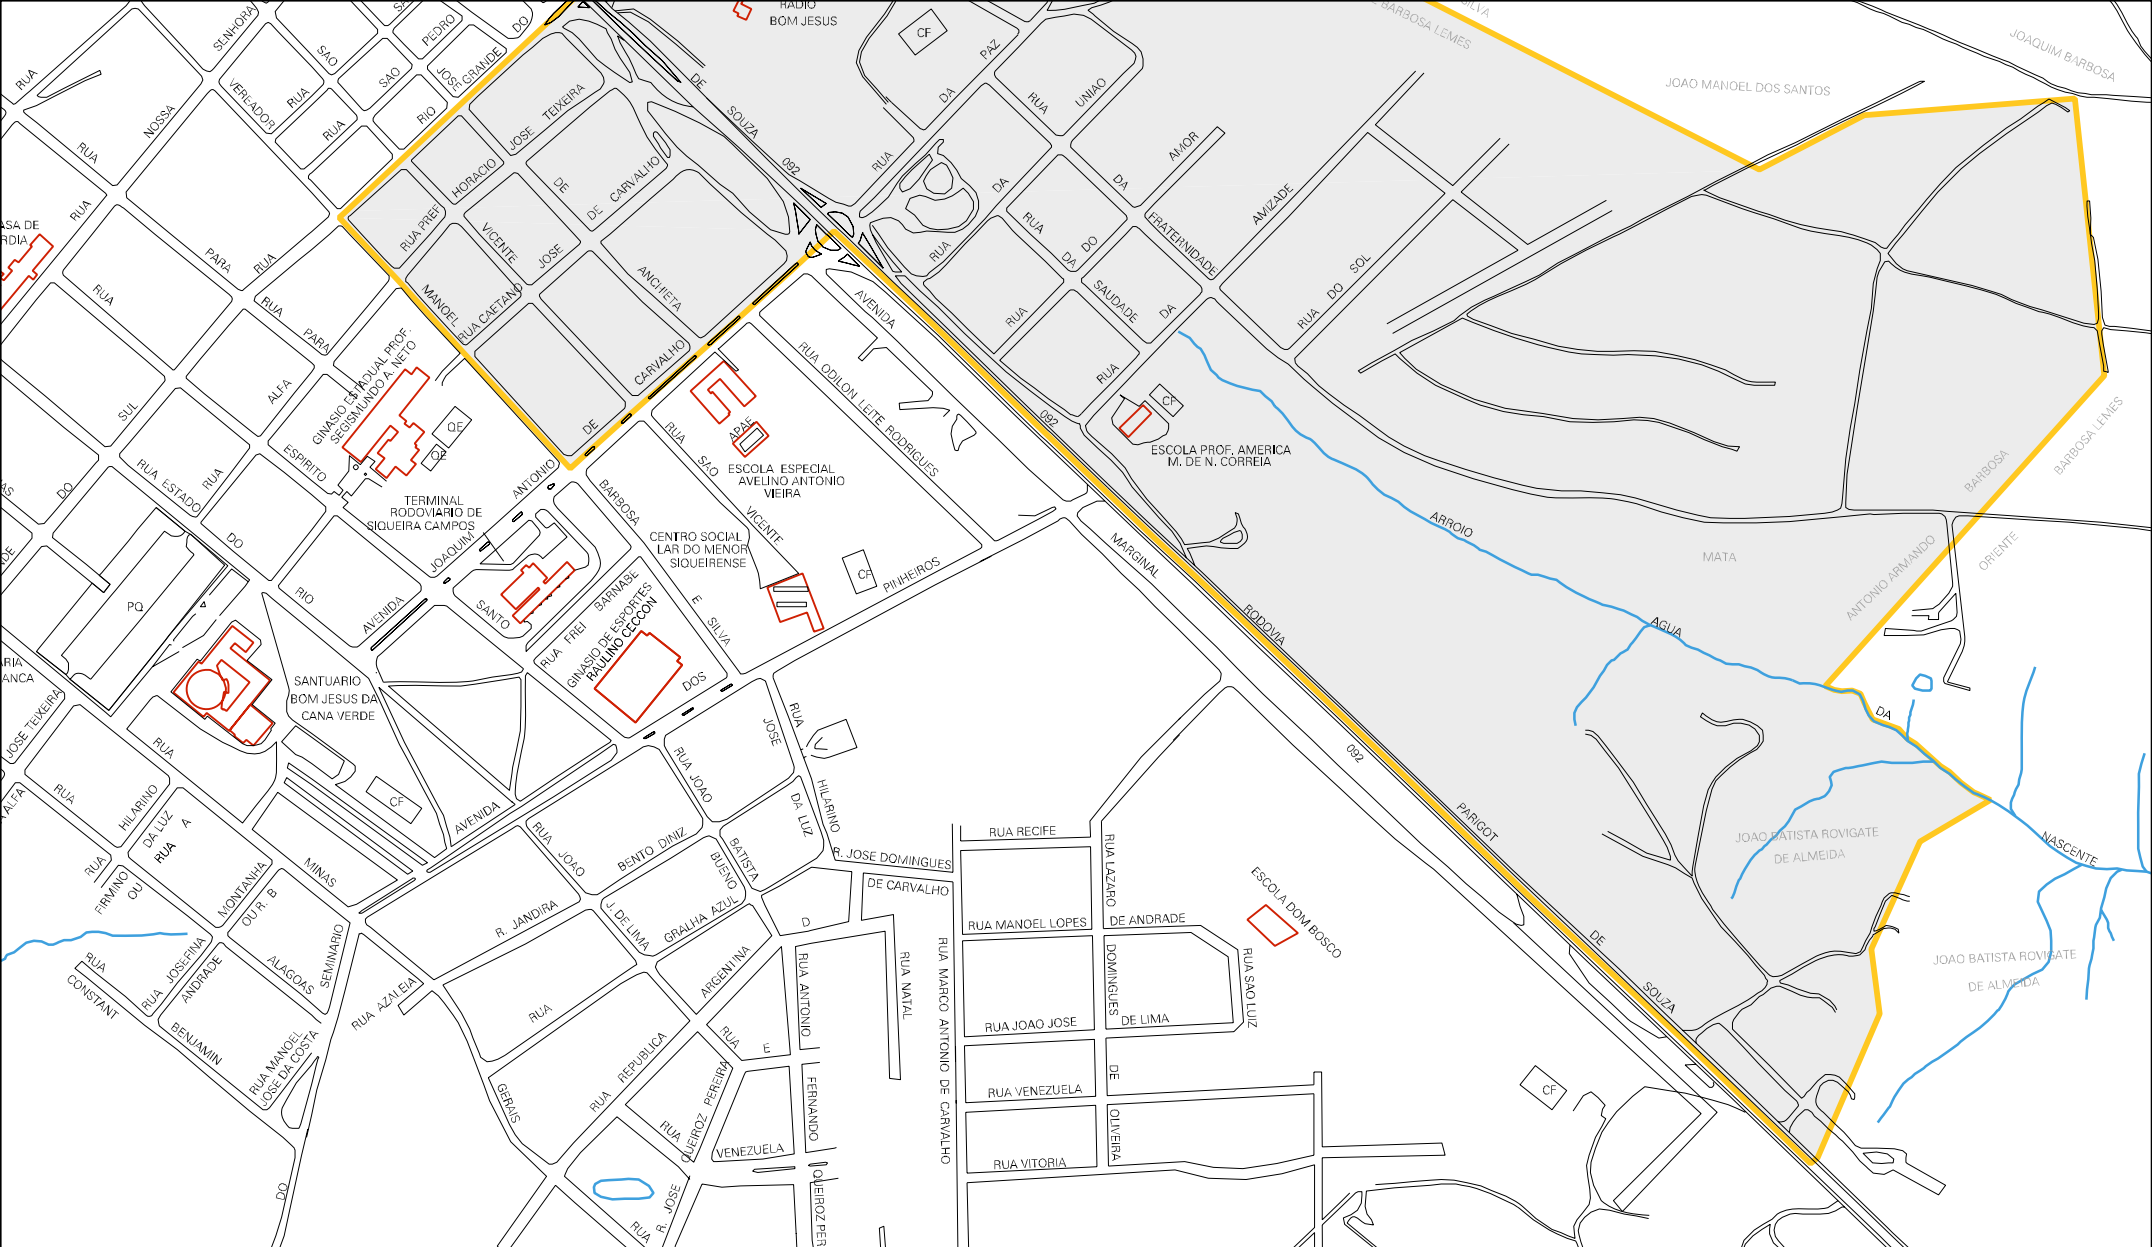 RADIO
BOM JESUS
CF
PAZ
DA
RUA
SENHORA
SAO
PEDRO
DO
RUA
VEREADOR
RUA
SAO
JOSE
GRANDE
NOSSA
RUA
RIO
RUA
JOSE
TEIXEIRA
HORACIO
RUA PREF
VICENTE
DE
DE
CARVALHO
JOSE
ANCHIETA
MANOEL
RUA CAETANO
CARVALHO
DE
DE
SOUZA
092
RUA
UNIAO
AMOR
DA
DA
RUA
RUA
DA
DO
FRATERNIDADE
AMIZADE
SAUDADE
DA
RUA
RUA
DO
SOL
RUA
BARBOSA LEMES
SILVA
JOAO MANOEL DOS SANTOS
JOAQUIM BARBOSA
RUA
PARA
RUA
RUA
RUA
PARA
ALFA
SUL
DO
ESPIRITO
RUA ESTADO
RUA
DO
RIO
GINASIO ESTADUAL PROF.
SEGISMUNDO A. NETO
QE
QE
TERMINAL
RODOVIARIO DE
SIQUEIRA CAMPOS
ANTONIO
JOAQUIM
AVENIDA
SANTO
AVENIDA
RUA ODILON LEITE RODRIGUES
APAE
ESCOLA ESPECIAL
AVELINO ANTONIO
VIEIRA
RUA
SAO
VICENTE
BARBOSA
E
SILVA
CENTRO SOCIAL
LAR DO MENOR
SIQUEIRENSE
CF
PINHEIROS
DOS
RUA
FREI
BARNABE
GINASIO DE ESPORTES
RAULINO CECCON
092
CF
ESCOLA PROF. AMERICA
M. DE N. CORREIA
ARROIO
MATA
BARBOSA
BARBOSA LEMES
ANTONIO ARMANDO
ORIENTE
MARGINAL
RODOVIA
AGUA
DA
NASCENTE
092
PARIGOT
DE
SOUZA
JOAO BATISTA ROVIGATE
DE ALMEIDA
JOAO BATISTA ROVIGATE
DE ALMEIDA
PQ
SANTUARIO
BOM JESUS DA
CANA VERDE
CF
AVENIDA
JOSE TEIXEIRA
RUA
RUA
HILARINO
DA LUZ
RUA
A
RUA
FIRMINO
OU
MONTANHA
OU R. B
MINAS
ALAGOAS
SEMINARIO
RUA
CONSTANT
RUA
JOSEFINA
ANDRADE
BENJAMIN
RUA MANOEL
JOSE DA COSTA
RUA AZALEIA
DO
RUA
JOSE
HILARINO
DA LUZ
RUA
JOAO
BATISTA
BUENO
RUA
JOAO
BENTO DINIZ
R. JANDIRA
J. DE LIMA
GRALHA AZUL
ARGENTINA
RUA
RUA
REPUBLICA
GERAIS
RUA
E
RUA
QUEIROZ
PEREIRA
VENEZUELA
RUA
R. JOSE
D
RUA ANTONIO
FERNANDO
QUEIROZ PER
RUA NATAL
R. JOSE DOMINGUES
DE CARVALHO
RUA MARCO ANTONIO DE CARVALHO
RUA RECIFE
RUA LAZARO
RUA MANOEL LOPES
DE ANDRADE
DOMINGUES
RUA JOAO JOSE
DE LIMA
RUA SAO LUIZ
DE
RUA VENEZUELA
OLIVEIRA
RUA VITORIA
ESCOLA DOM BOSCO
CF